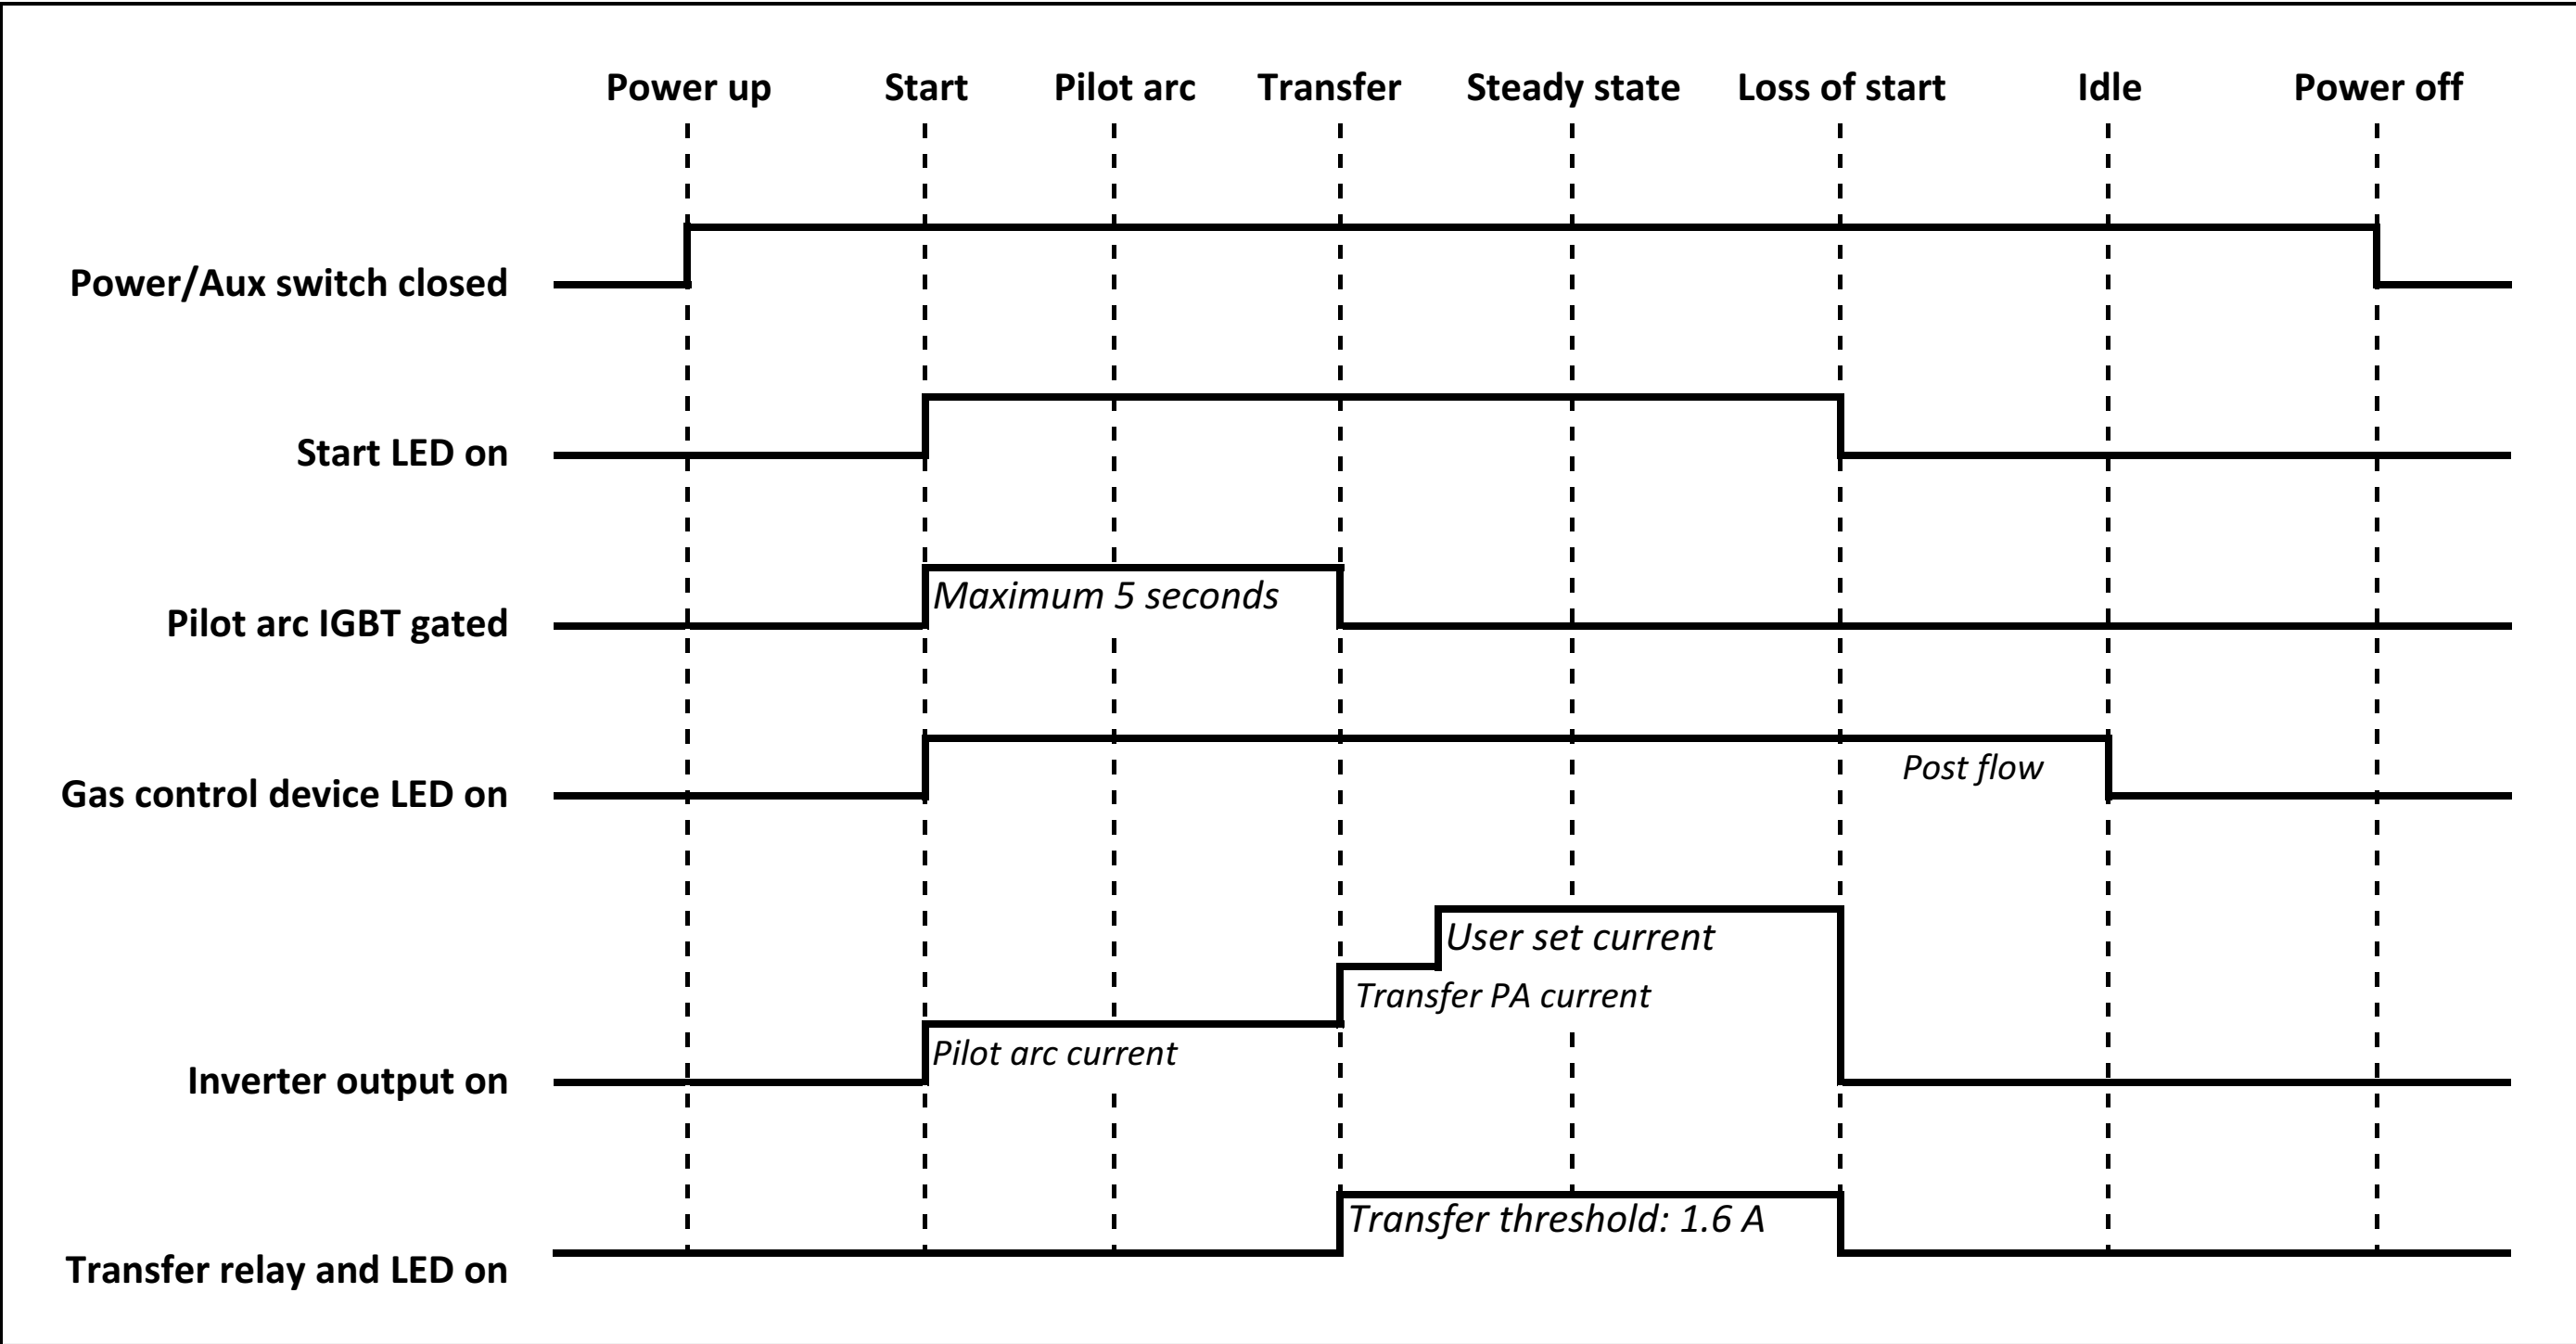 Power up Start Pilot arc Transfer Steady state Loss of start Idle Power off
Power/Aux switch closed
Start LED on
Maximum 5 seconds
Pilot arc IGBT gated
Post flow
Gas control device LED on
User set current
Transfer PA current
Pilot arc current
Inverter output on
Transfer threshold: 1.6 A
Transfer relay and LED on